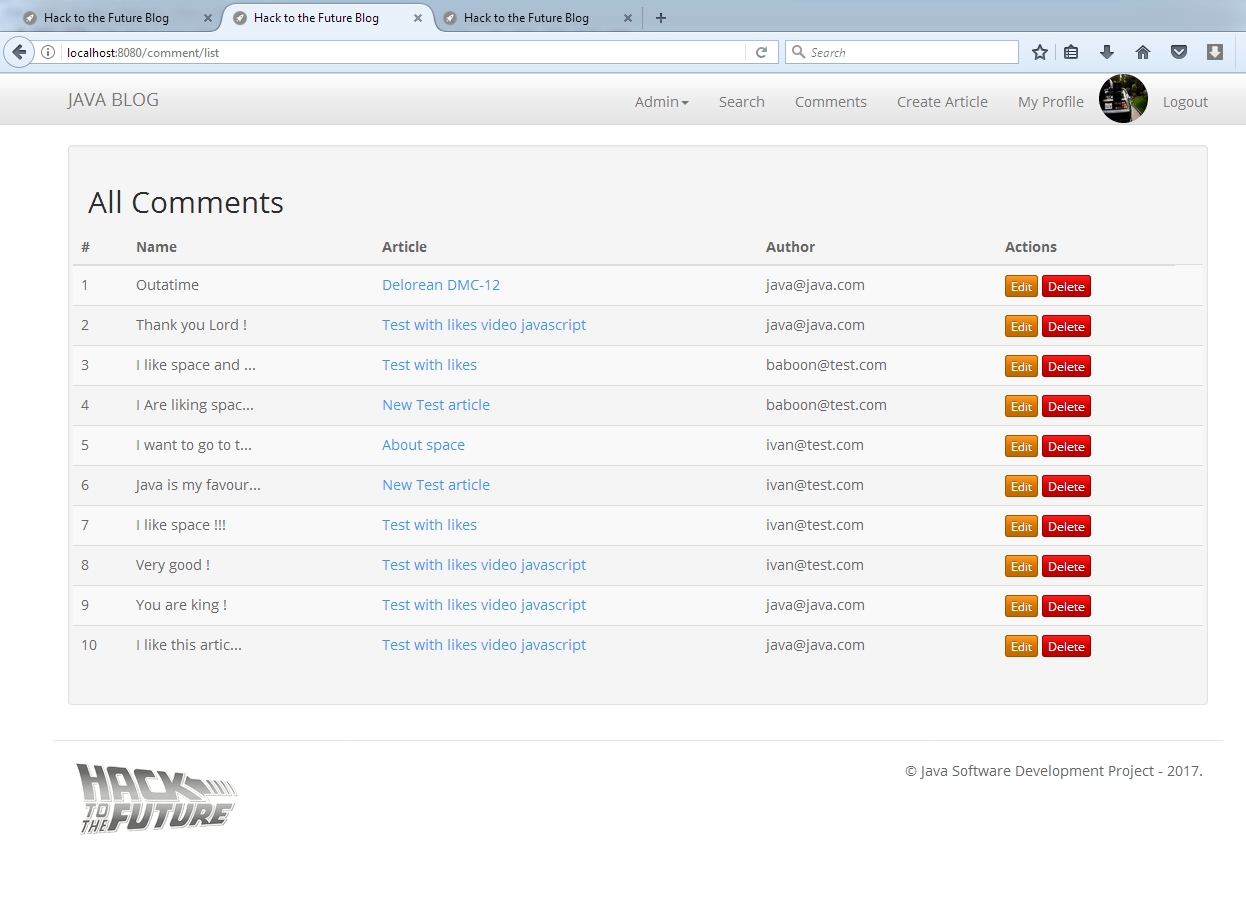 Hack to the Future Blog Hack to the Future Blog Hack to the Future Blog
localhost:8080/comment/list Search
JAVA BLOG Admin Search Comments Create Article My Profile Logout
All Comments
# Name Article Author Actions
1 Outatime Delorean DMC-12 java@java.com Edit Delete
2 Thank you Lord ! Test with likes video javascript java@java.com Edit Delete
3 I like space and ... Test with likes baboon@test.com Edit Delete
4 I Are liking spac... New Test article baboon@test.com Edit Delete
5 I want to go to t... About space ivan@test.com Edit Delete
6 Java is my favour... New Test article ivan@test.com Edit Delete
7 I like space !!! Test with likes ivan@test.com Edit Delete
8 Very good ! Test with likes video javascript ivan@test.com Edit Delete
9 You are king ! Test with likes video javascript java@java.com Edit Delete
10 I like this artic... Test with likes video javascript java@java.com Edit Delete
HACK
TO
THE FUTURE
© Java Software Development Project - 2017.